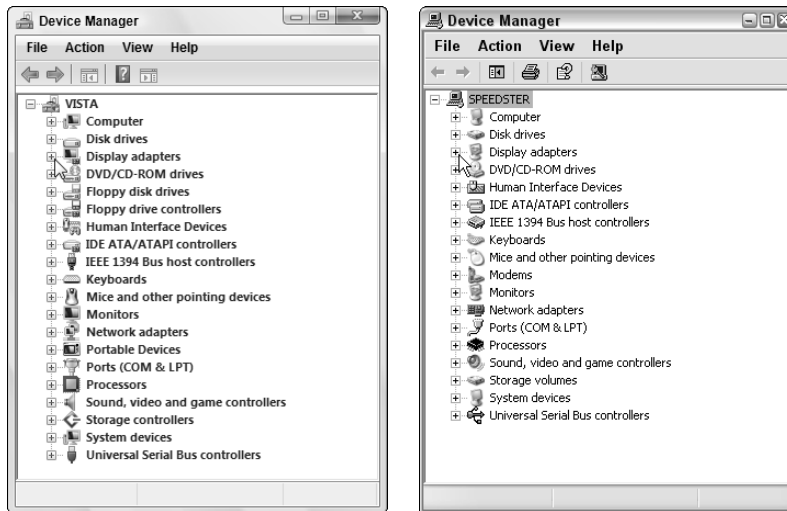 Device Manager
File Action View Help
VISTA
Computer
Disk drives
Display adapters
DVD/CD-ROM drives
Floppy disk drives
Floppy drive controllers
Human Interface Devices
IDE ATA/ATAPI controllers
IEEE 1394 Bus host controllers
Keyboards
Mice and other pointing devices
Monitors
Network adapters
Portable Devices
Ports (COM & LPT)
Processors
Sound, video and game controllers
Storage controllers
System devices
Universal Serial Bus controllers
Device Manager
File Action View Help
SPEEDSTER
Computer
Disk drives
Display adapters
DVD/CD-ROM drives
Human Interface Devices
IDE ATA/ATAPI controllers
IEEE 1394 Bus host controllers
Keyboards
Mice and other pointing devices
Modems
Monitors
Network adapters
Ports (COM & LPT)
Processors
Sound, video and game controllers
Storage volumes
System devices
Universal Serial Bus controllers